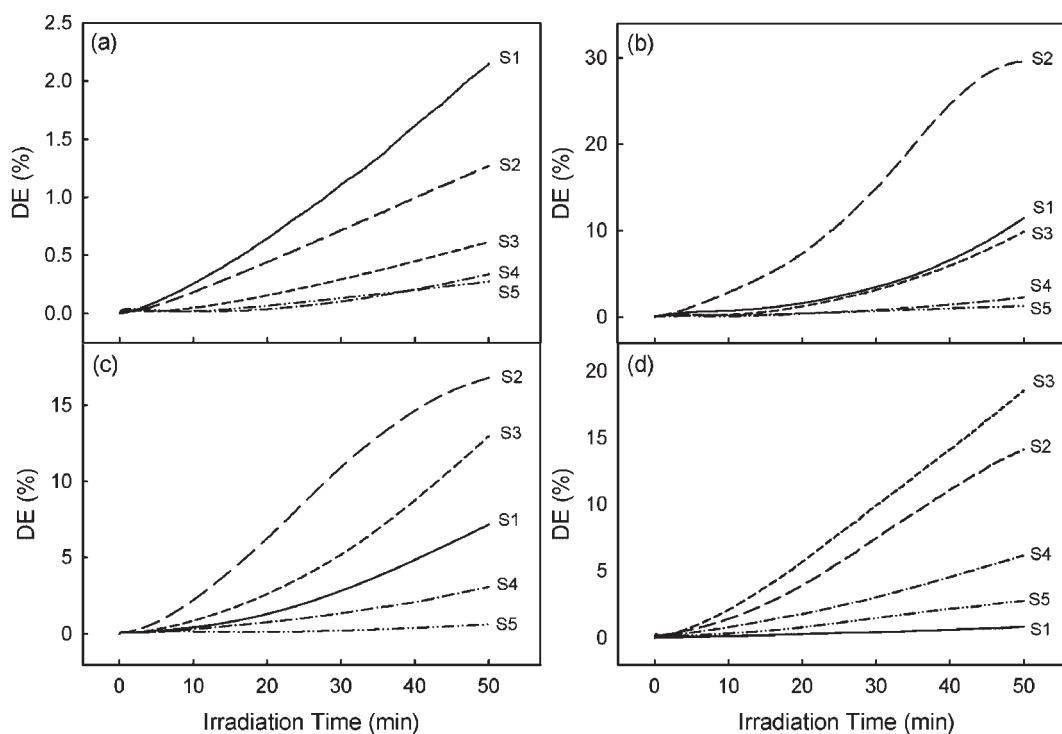 (a)
2.5
2.0
1.5
1.0
0.5
0.0
DE (%)
S1
S2
S3
S4
S5
(b)
30
20
10
0
DE (%)
S2
S1
S3
S4
S5
(c)
15
10
5
0
DE (%)
S2
S3
S1
S4
S5
0 10 20 30 40 50
Irradiation Time (min)
(d)
20
15
10
5
0
DE (%)
S3
S2
S4
S5
S1
0 10 20 30 40 50
Irradiation Time (min)